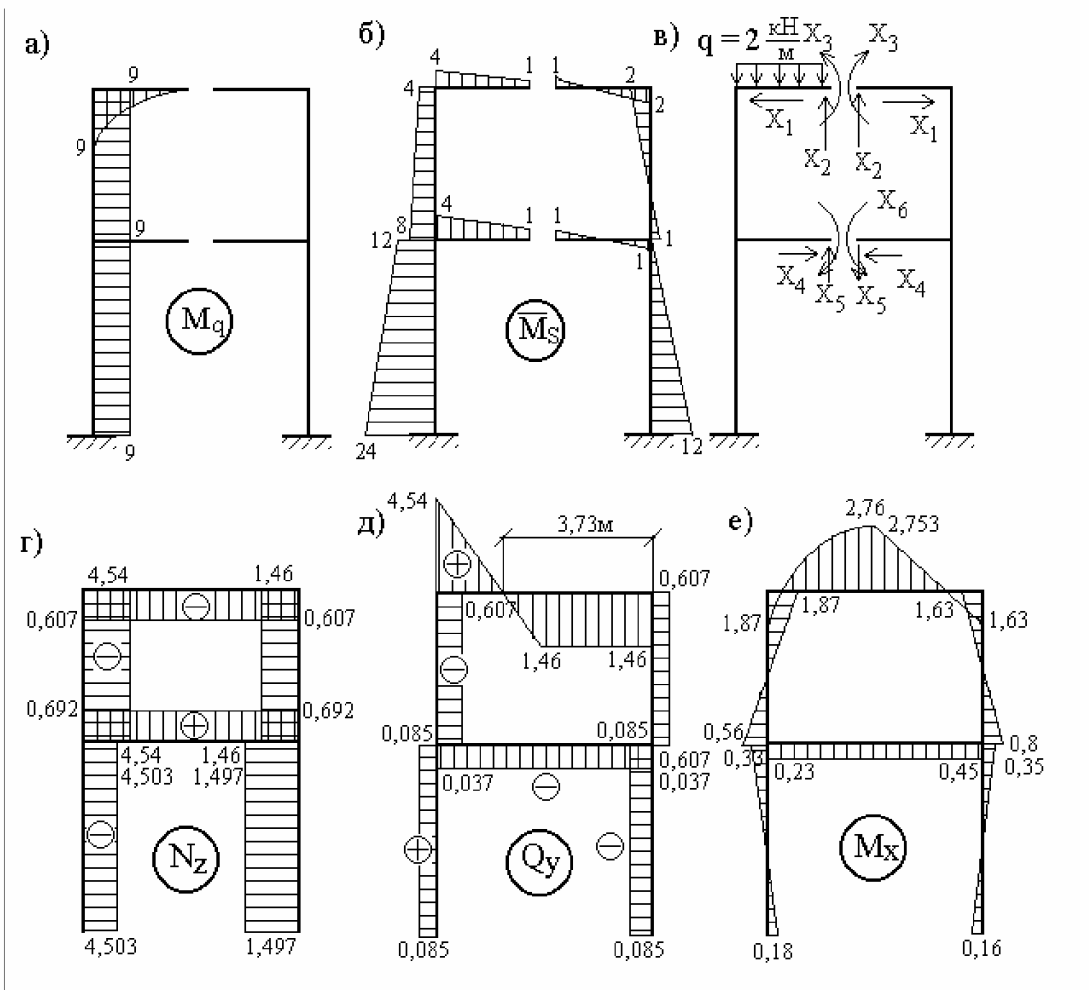 а)
9
9
9
9
Mq
б)
4
1
1
2
4
2
4
1
1
8
12
1
1
M̅S
24
12
в) q = 2 кН/м
X3
X3
X1
X1
X2
X2
X6
X4
X5
X5
X4
г)
4,54
1,46
0,607
0,607
0,692
0,692
4,54
1,46
4,503
1,497
Nz
4,503
1,497
д)
4,54
3,73м
0,607
0,607
1,46
1,46
0,085
0,085
0,607
0,037
0,037
Qy
0,085
0,085
е)
2,76
2,753
1,87
1,87
1,63
1,63
0,56
0,8
0,33
0,23
0,45
0,35
Mx
0,18
0,16